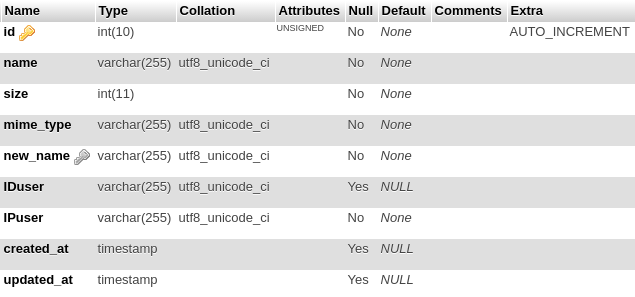 Name Type Collation Attributes Null Default Comments Extra
id int(10) UNSIGNED No None AUTO_INCREMENT
name varchar(255) utf8_unicode_ci No None
size int(11) No None
mime_type varchar(255) utf8_unicode_ci No None
new_name varchar(255) utf8_unicode_ci No None
IDuser varchar(255) utf8_unicode_ci Yes NULL
IPuser varchar(255) utf8_unicode_ci No None
created_at timestamp Yes NULL
updated_at timestamp Yes NULL